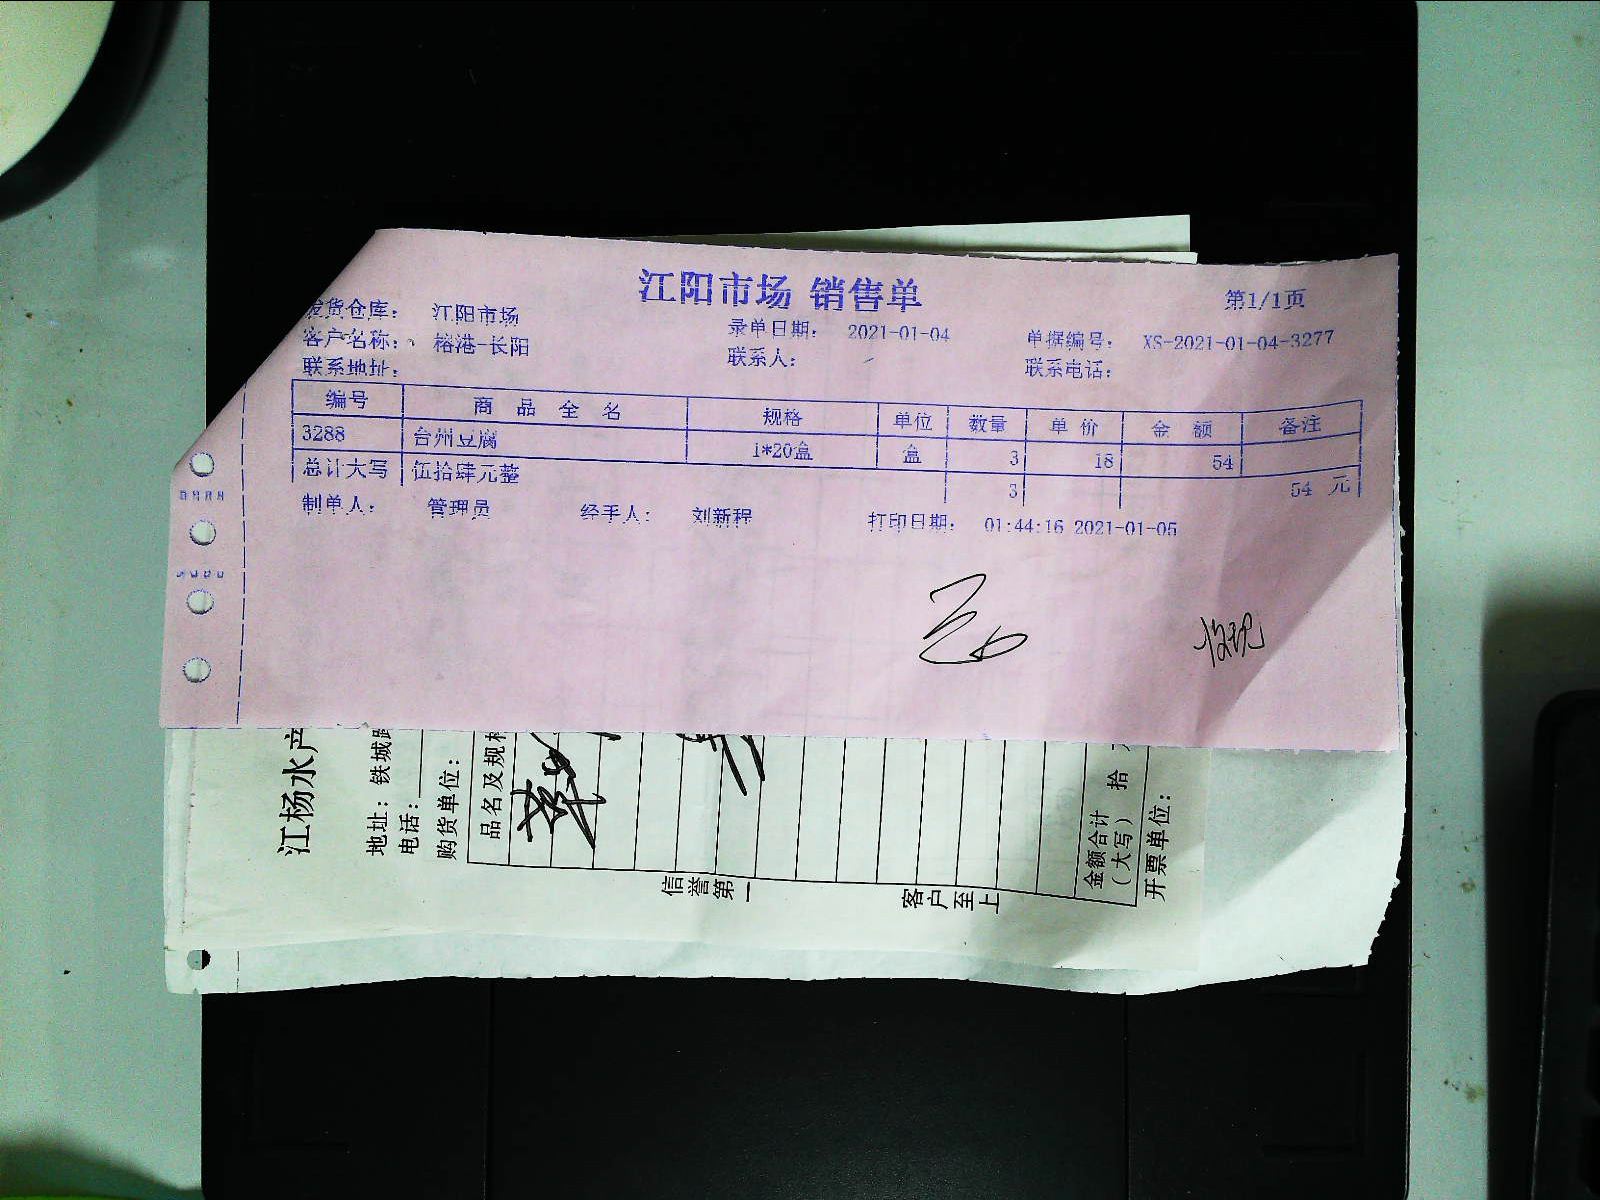 江阳市场 销售单
第1/1页
发货仓库： 江阳市场
录单日期： 2021-01-04
单据编号： XS-2021-01-04-3277
客户名称： 榕港-长阳
联系人：
联系电话：
联系地址：
编号 商品全名 规格 单位 数量 单价 金额 备注
3288 台州豆腐 1*20盒 盒 3 18 54
总计大写 伍拾肆元整 3 54 元
制单人： 管理员 经手人： 刘新程 打印日期： 01:44:16 2021-01-05
江杨水产
地址：铁城路
电话：
购货单位：
品名及规格
信誉第一
客户至上
金额合计
（大写） 拾
开票单位：